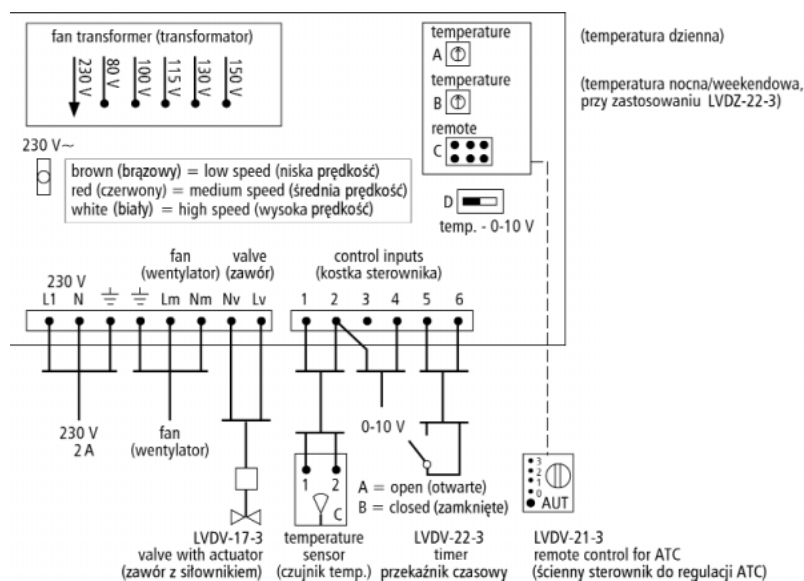 fan transformer (transformator)
230 V
80 V
100 V
115 V
130 V
150 V
temperature
A
(temperatura dzienna)
temperature
B
(temperatura nocna/weekendowa,
przy zastosowaniu LVDZ-22-3)
remote
C
230 V~
brown (brązowy) = low speed (niska prędkość)
red (czerwony) = medium speed (średnia prędkość)
white (biały) = high speed (wysoka prędkość)
D
temp. - 0-10 V
230 V
fan
(wentylator)
valve
(zawór)
control inputs
(kostka sterownika)
L1 N Lm Nm Nv Lv
1 2 3 4 5 6
230 V
2 A
fan
(wentylator)
0-10 V
1 2
C
A = open (otwarte)
B = closed (zamknięte)
3
2
1
0
AUT
LVDV-17-3
valve with actuator
(zawór z siłownikiem)
temperature
sensor
(czujnik temp.)
LVDV-22-3
timer
przekaźnik czasowy
LVDV-21-3
remote control for ATC
(ścienny sterownik do regulacji ATC)